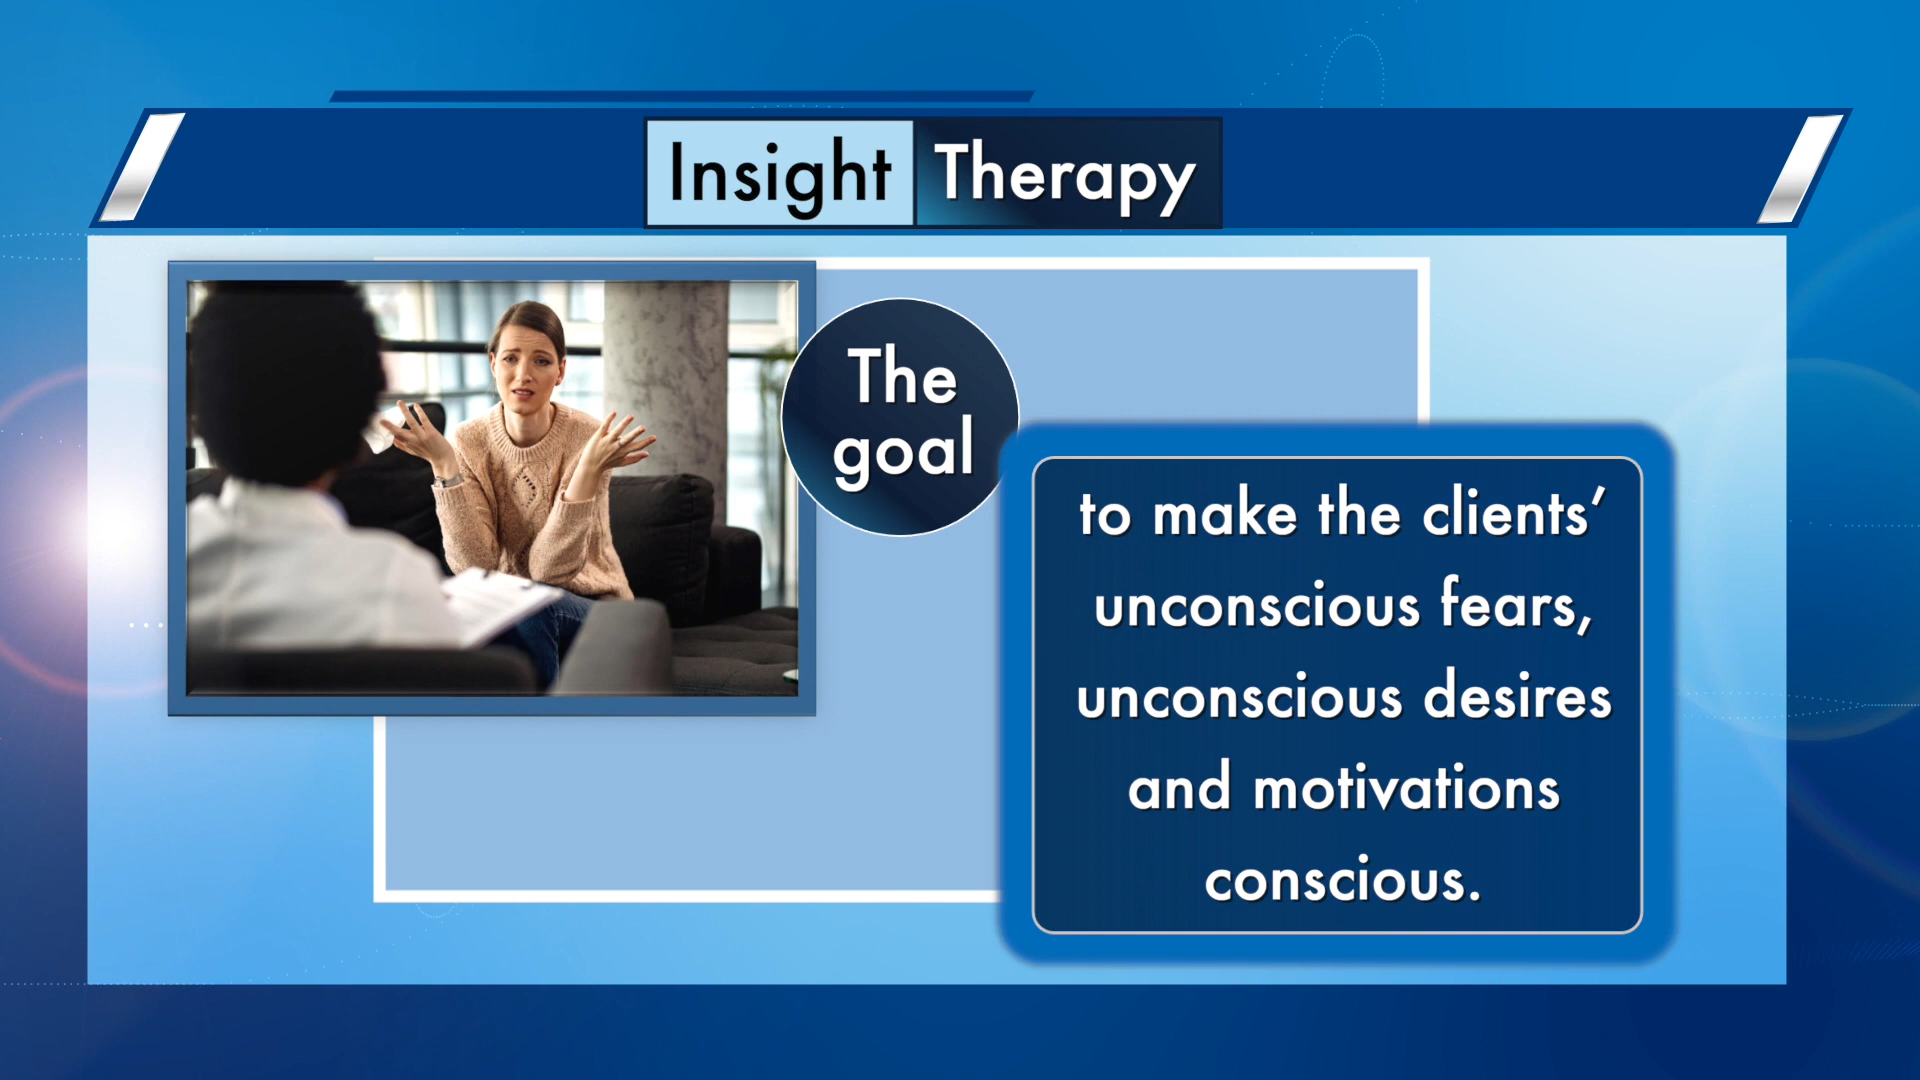 Insight Therapy
The
goal
to make the clients’
unconscious fears,
unconscious desires
and motivations
conscious.